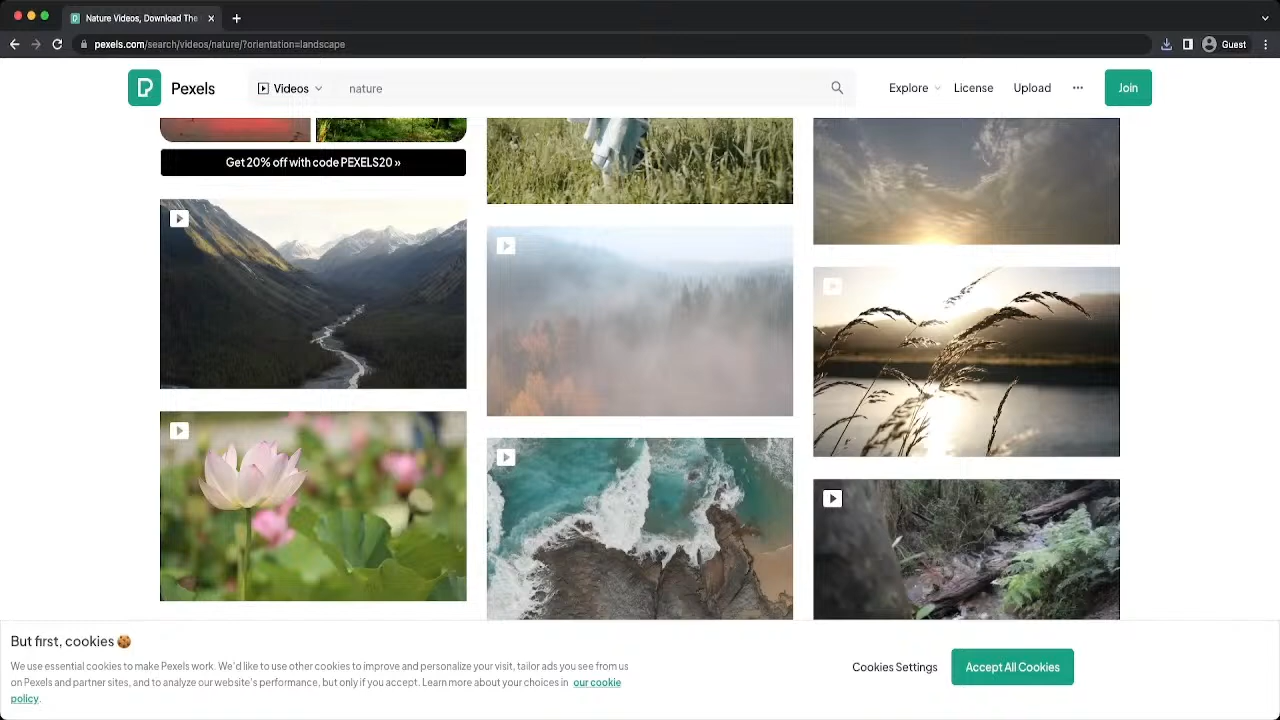 Nature Videos, Download The
pexels.com/search/videos/nature/?orientation=landscape
Guest
Pexels
Videos
nature
Explore
License
Upload
Join
Get 20% off with code PEXELS20 »
But first, cookies 🍪
We use essential cookies to make Pexels work. We'd like to use other cookies to improve and personalize your visit, tailor ads you see from us
on Pexels and partner sites, and to analyze our website's performance, but only if you accept. Learn more about your choices in our cookie
policy.
Cookies Settings
Accept All Cookies